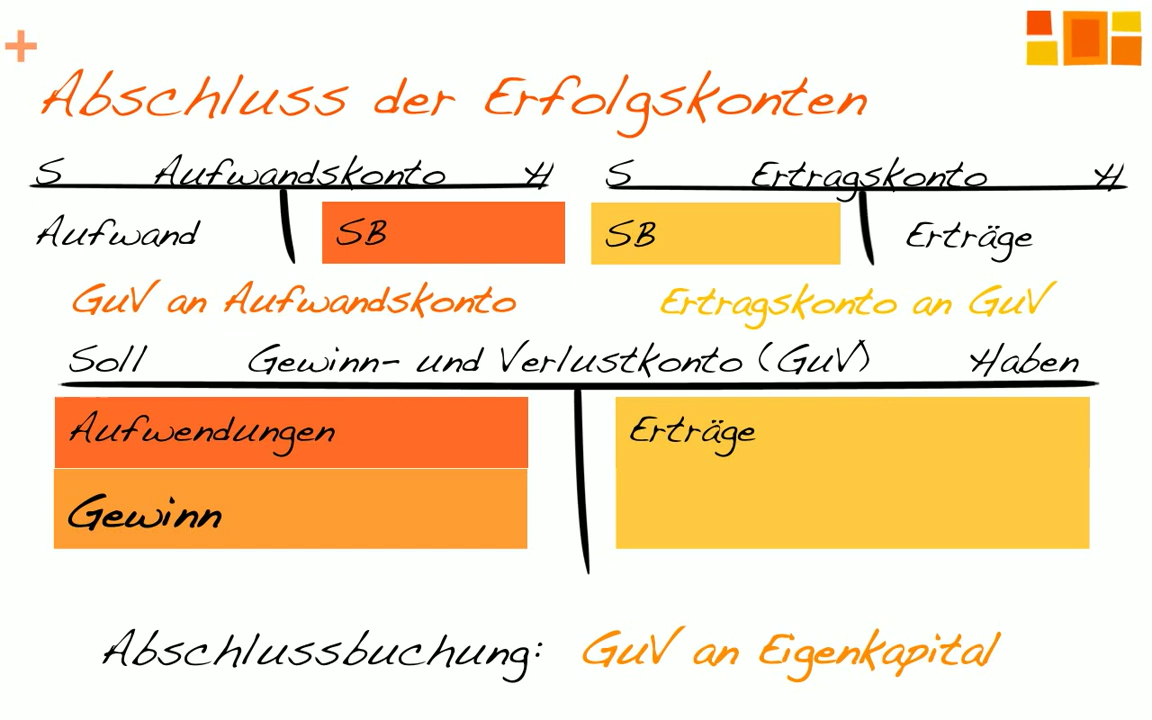 +
Abschluss der Erfolgskonten
S Aufwandskonto H
S Ertragskonto H
Aufwand SB
SB Erträge
GuV an Aufwandskonto
Ertragskonto an GuV
Soll Gewinn- und Verlustkonto (GuV) Haben
Aufwendungen Erträge
Gewinn
Abschlussbuchung: GuV an Eigenkapital